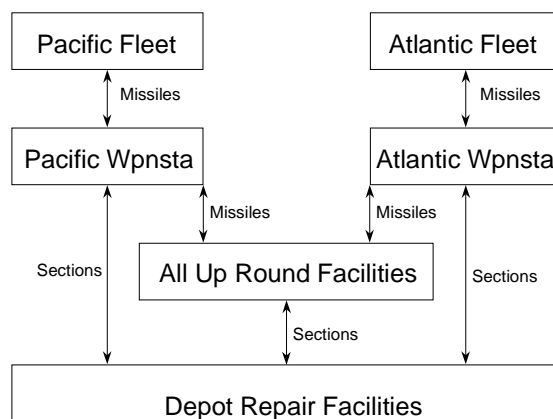 Pacific Fleet
Atlantic Fleet
Missiles
Missiles
Pacific Wpnsta
Atlantic Wpnsta
Missiles
Missiles
Sections
All Up Round Facilities
Sections
Sections
Depot Repair Facilities